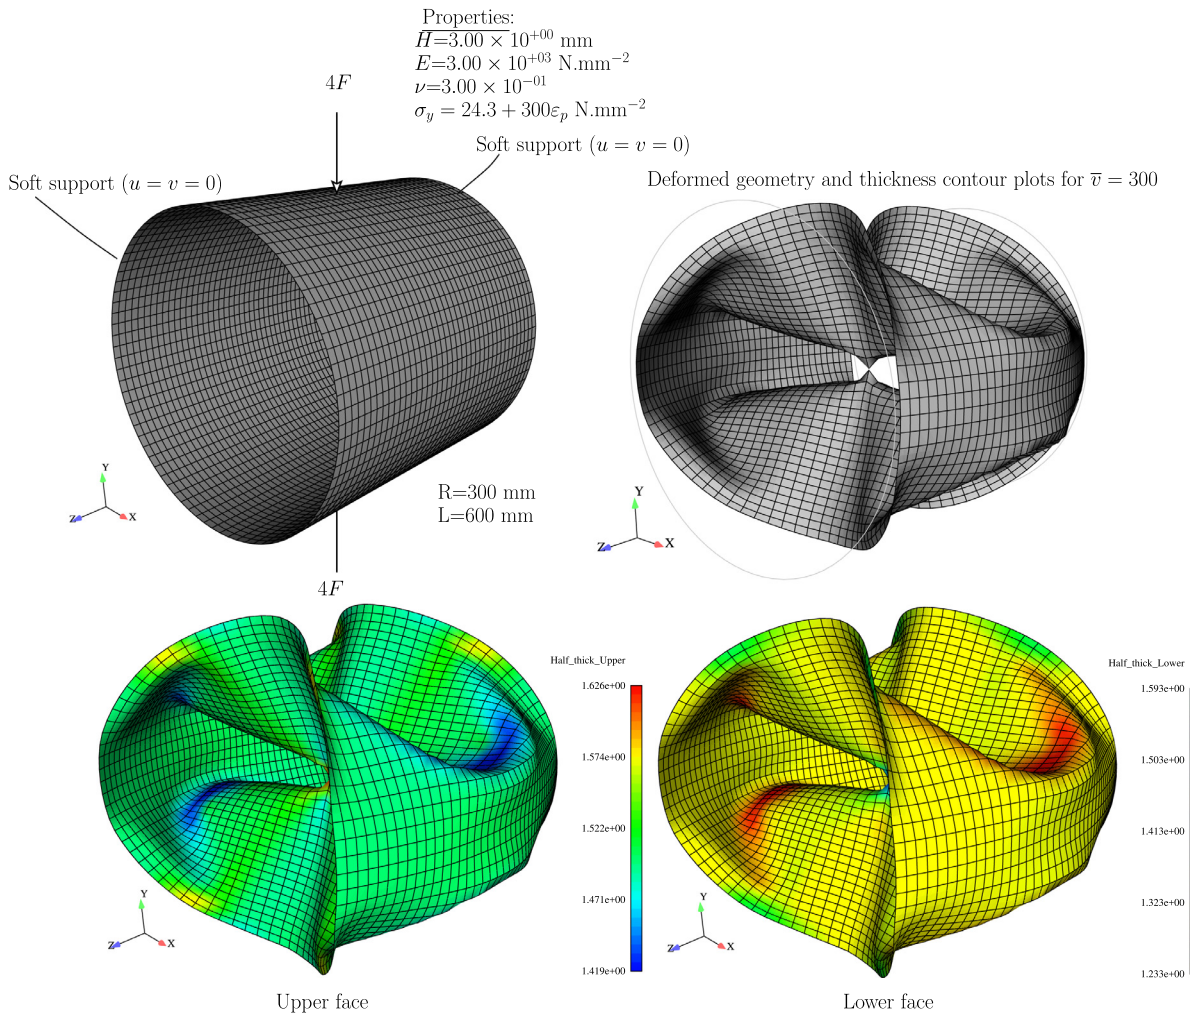 Properties:
H=3.00 × 10⁺⁰⁰ mm
E=3.00 × 10⁺⁰³ N.mm⁻²
ν=3.00 × 10⁻⁰¹
σ_y = 24.3 + 300ε_p N.mm⁻²
4F
Soft support (u = v = 0)
Soft support (u = v = 0)
Deformed geometry and thickness contour plots for v̅ = 300
Y
Z
X
R=300 mm
L=600 mm
4F
Y
Z
X
Half_thick_Upper
1.626e+00
1.574e+00
1.522e+00
1.471e+00
1.419e+00
Y
Z
X
Upper face
Half_thick_Lower
1.593e+00
1.503e+00
1.413e+00
1.323e+00
1.233e+00
Y
Z
X
Lower face